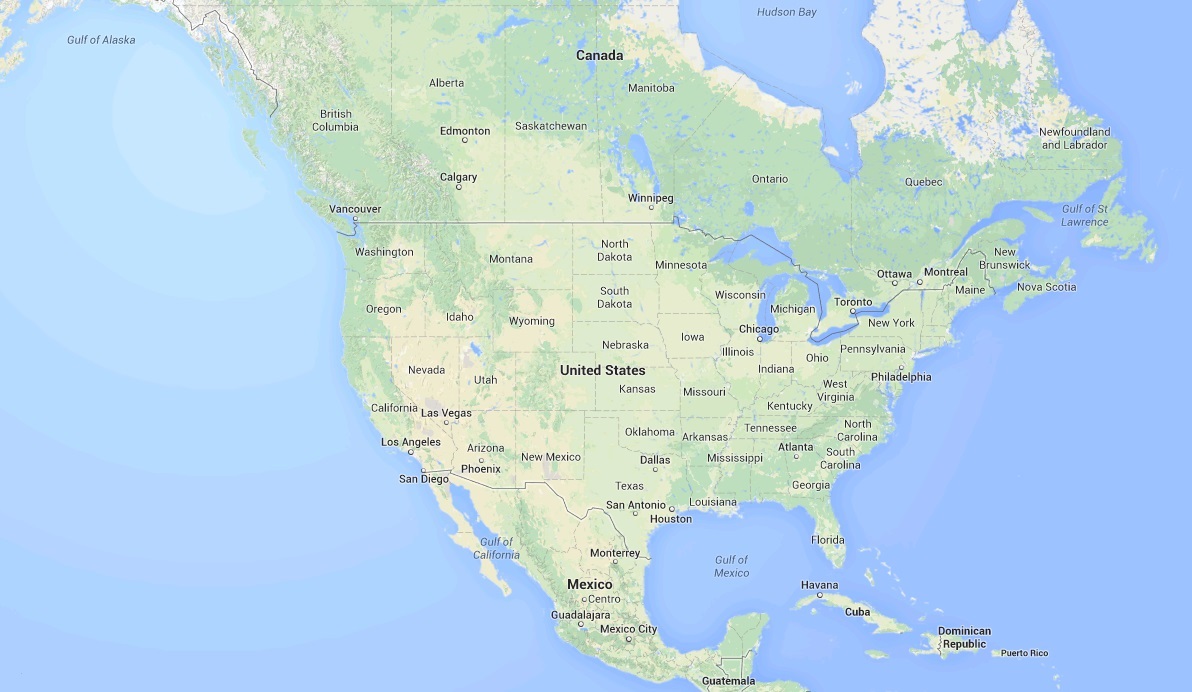 Hudson Bay
Gulf of Alaska
Canada
Alberta
Manitoba
British
Columbia
Edmonton
Saskatchewan
Newfoundland
and Labrador
Calgary
Ontario
Quebec
Winnipeg
Vancouver
Gulf of St
Lawrence
Washington
Montana
North
Dakota
Minnesota
New
Brunswick
Ottawa
Montreal
Maine
Nova Scotia
South
Dakota
Wisconsin
Michigan
Toronto
Oregon
Idaho
Wyoming
New York
Chicago
Iowa
Nebraska
Illinois
Pennsylvania
Ohio
Indiana
United States
Nevada
Utah
Kansas
Missouri
West
Virginia
Philadelphia
California
Las Vegas
Kentucky
Oklahoma
Arkansas
Tennessee
North
Carolina
Los Angeles
Arizona
New Mexico
Dallas
Mississippi
Atlanta
South
Carolina
Phoenix
San Diego
Texas
Georgia
San Antonio
Houston
Louisiana
Gulf of
California
Monterrey
Gulf of
Mexico
Florida
Mexico
Centro
Havana
Guadalajara
Mexico City
Cuba
Dominican
Republic
Puerto Rico
Guatemala